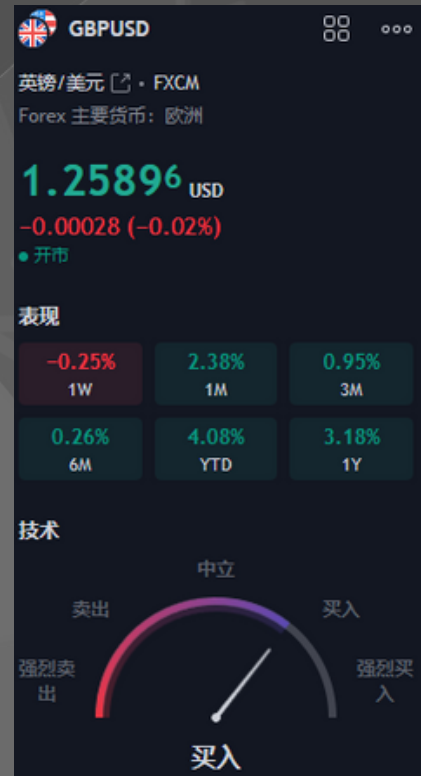 GBPUSD
英镑/美元 • FXCM
Forex 主要货币：欧洲
1.25896 USD
−0.00028 (−0.02%)
开市
表现
−0.25% 2.38% 0.95%
1W 1M 3M
0.26% 4.08% 3.18%
6M YTD 1Y
技术
中立
卖出 买入
强烈卖 强烈买
出 入
买入